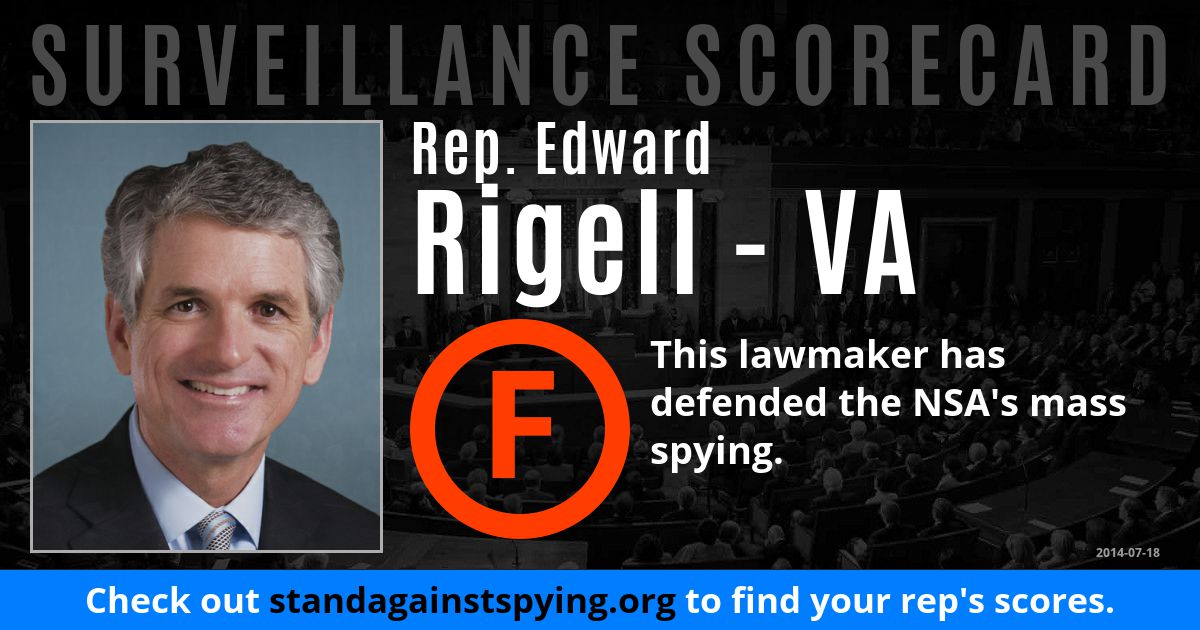 SURVEILLANCE SCORECARD
Rep. Edward
Rigell - VA
F
This lawmaker has
defended the NSA's mass
spying.
2014-07-18
Check out standagainstspying.org to find your rep's scores.